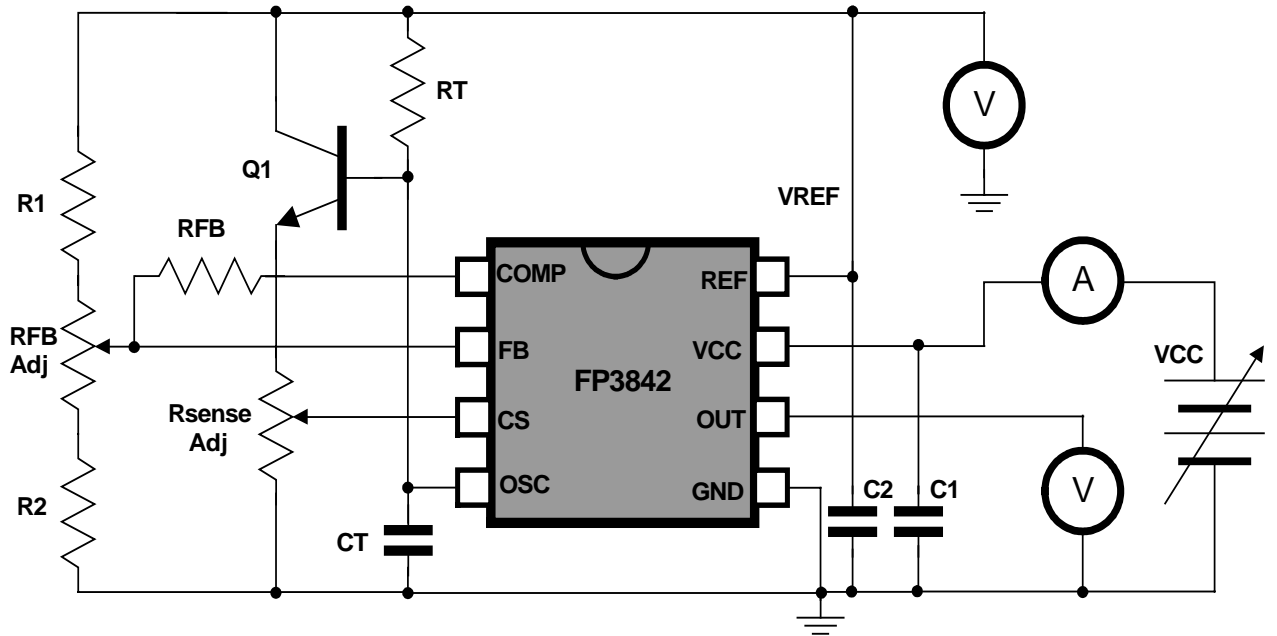 RT
V
Q1
R1
VREF
RFB
COMP
REF
A
RFB
Adj
FB
VCC
VCC
FP3842
Rsense
Adj
CS
OUT
R2
OSC
GND
C2
C1
V
CT